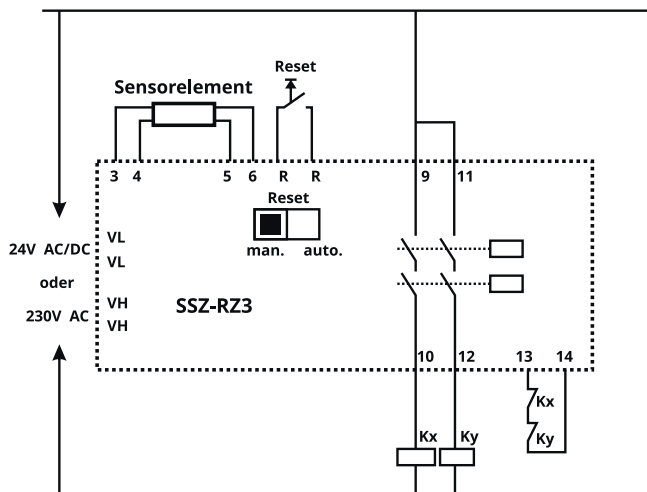 Reset
Sensorelement
3 4 5 6 R R 9 11
Reset
man. auto.
VL
24V AC/DC
VL
oder
VH
SSZ-RZ3
230V AC
VH
10 12 13 14
Kx
Kx Ky
Ky